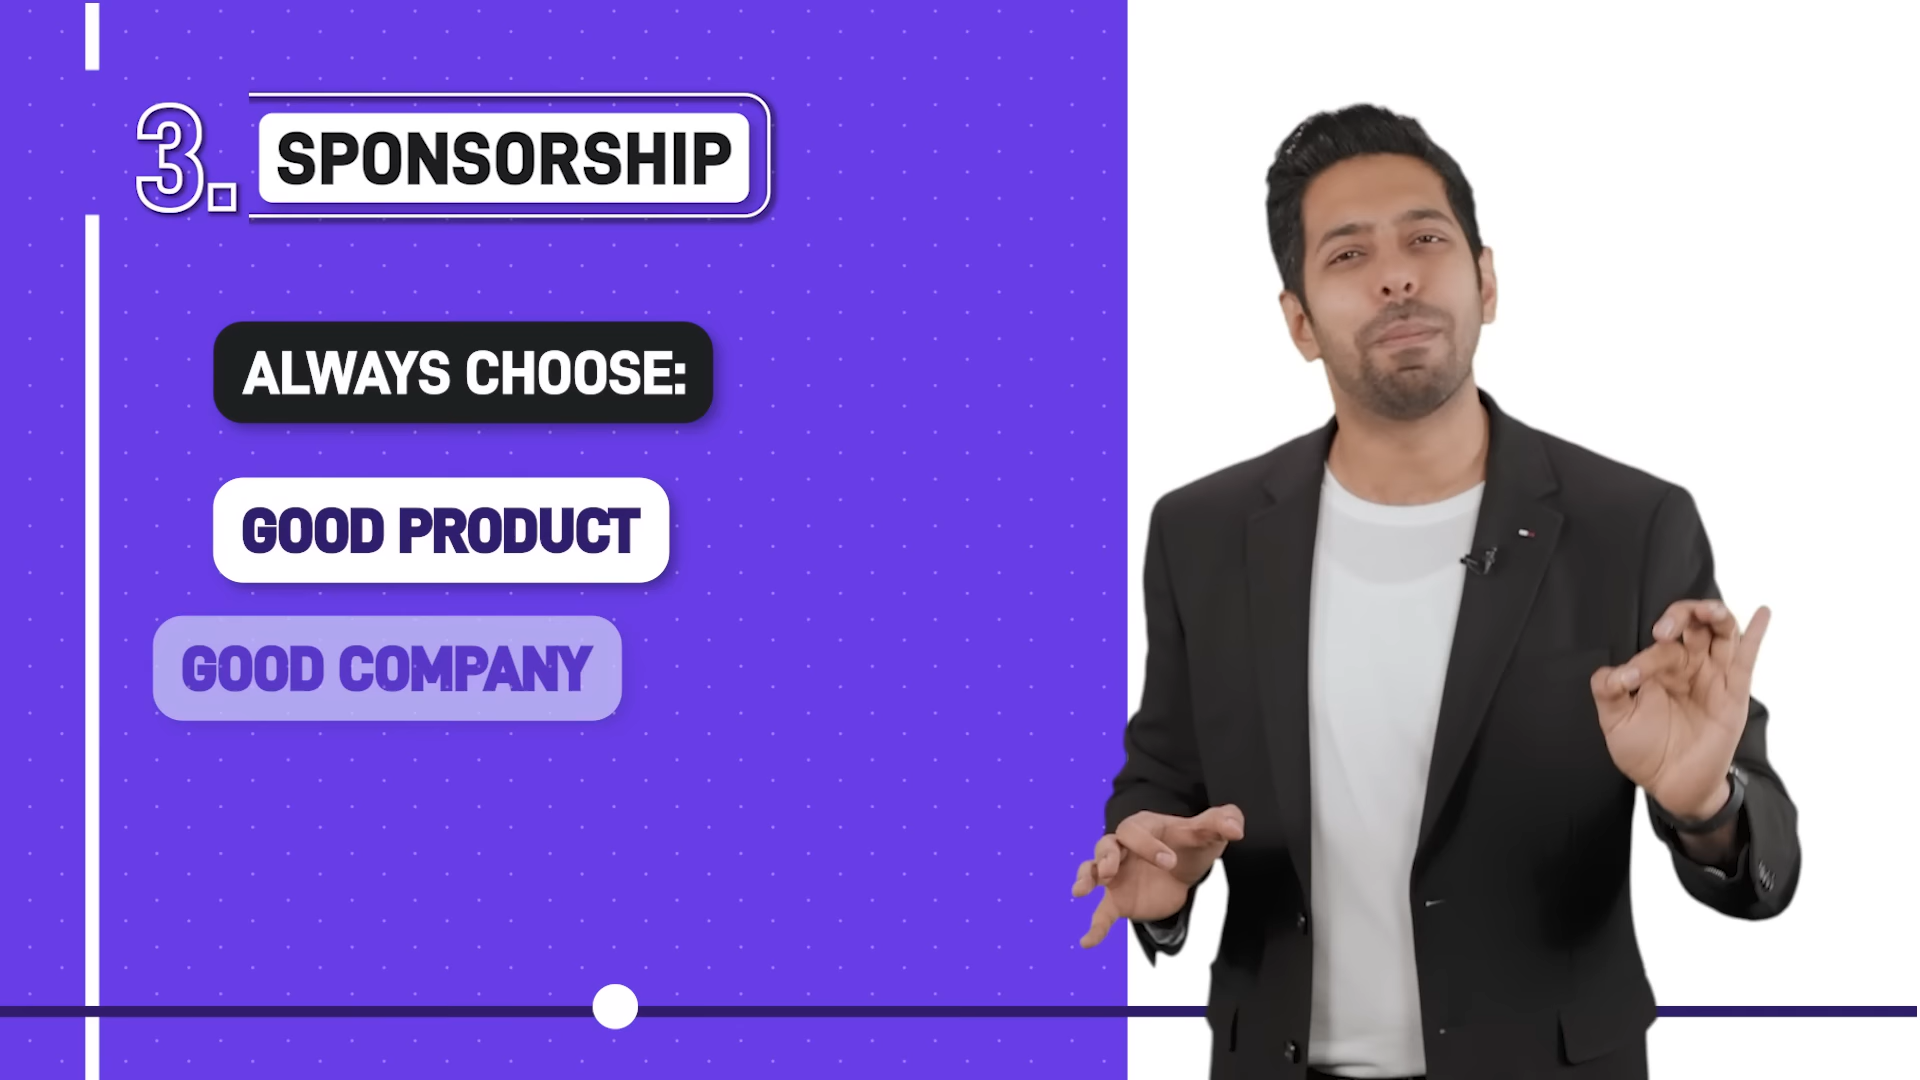 3. SPONSORSHIP
ALWAYS CHOOSE:
GOOD PRODUCT
GOOD COMPANY